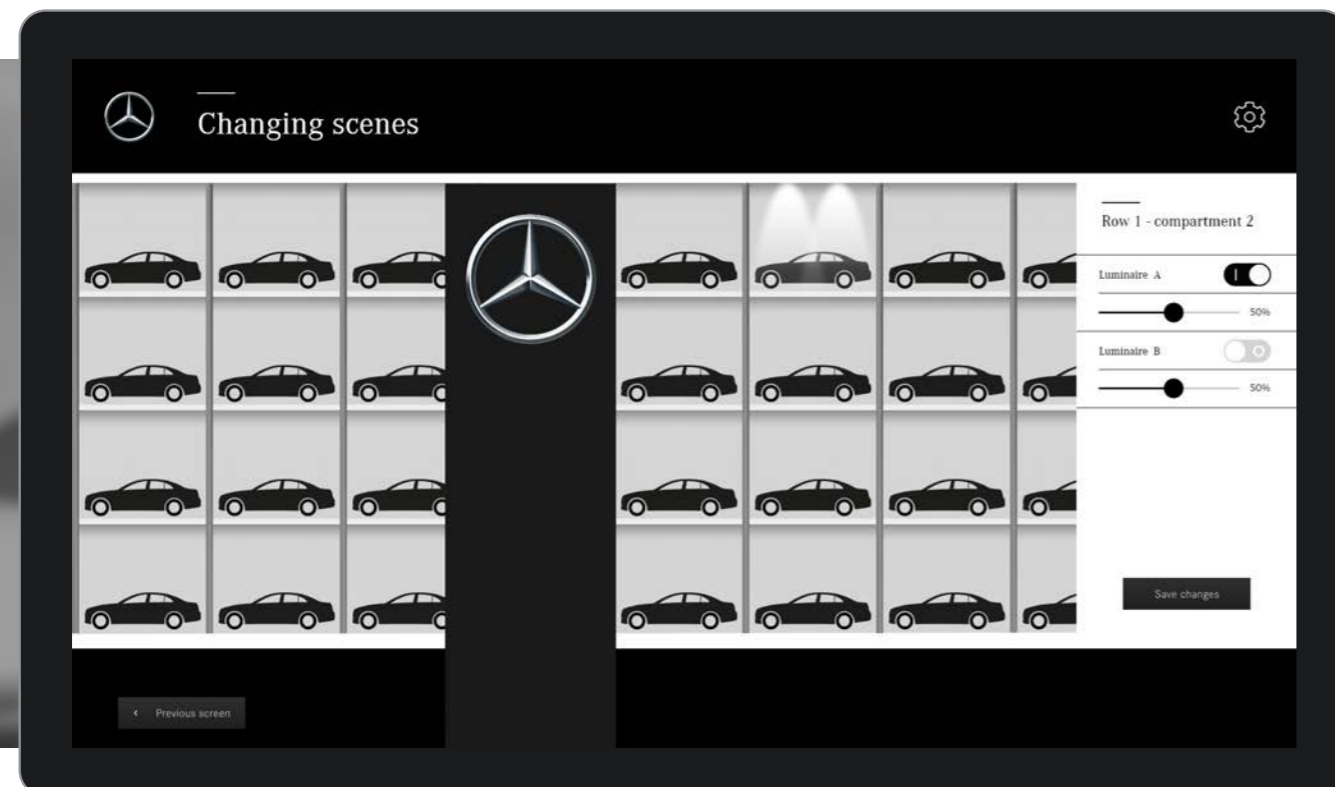 Changing scenes
Row 1 - compartment 2
Luminaire A
50%
Luminaire B
50%
Save changes
Previous screen